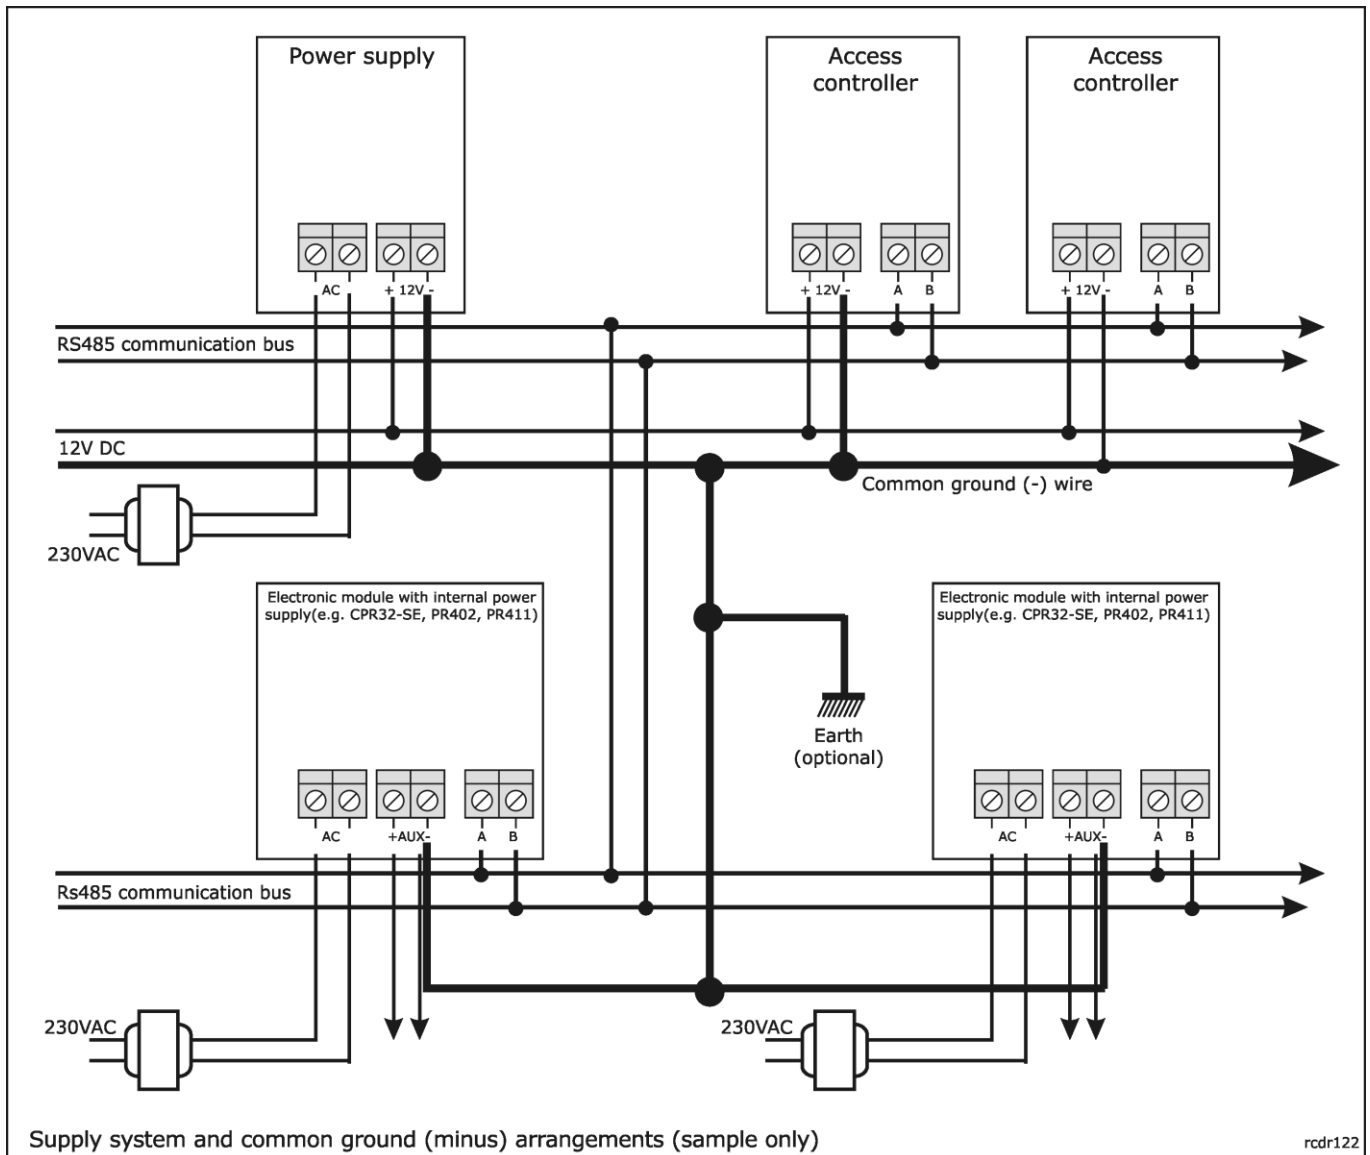 Power supply
Access
controller
Access
controller
AC
+ 12V -
+ 12V -
A
B
+ 12V -
A
B
RS485 communication bus
12V DC
Common ground (-) wire
230VAC
Electronic module with internal power
supply(e.g. CPR32-SE, PR402, PR411)
Electronic module with internal power
supply(e.g. CPR32-SE, PR402, PR411)
Earth
(optional)
AC
+AUX-
A
B
AC
+AUX-
A
B
Rs485 communication bus
230VAC
230VAC
Supply system and common ground (minus) arrangements (sample only)
rcdr122